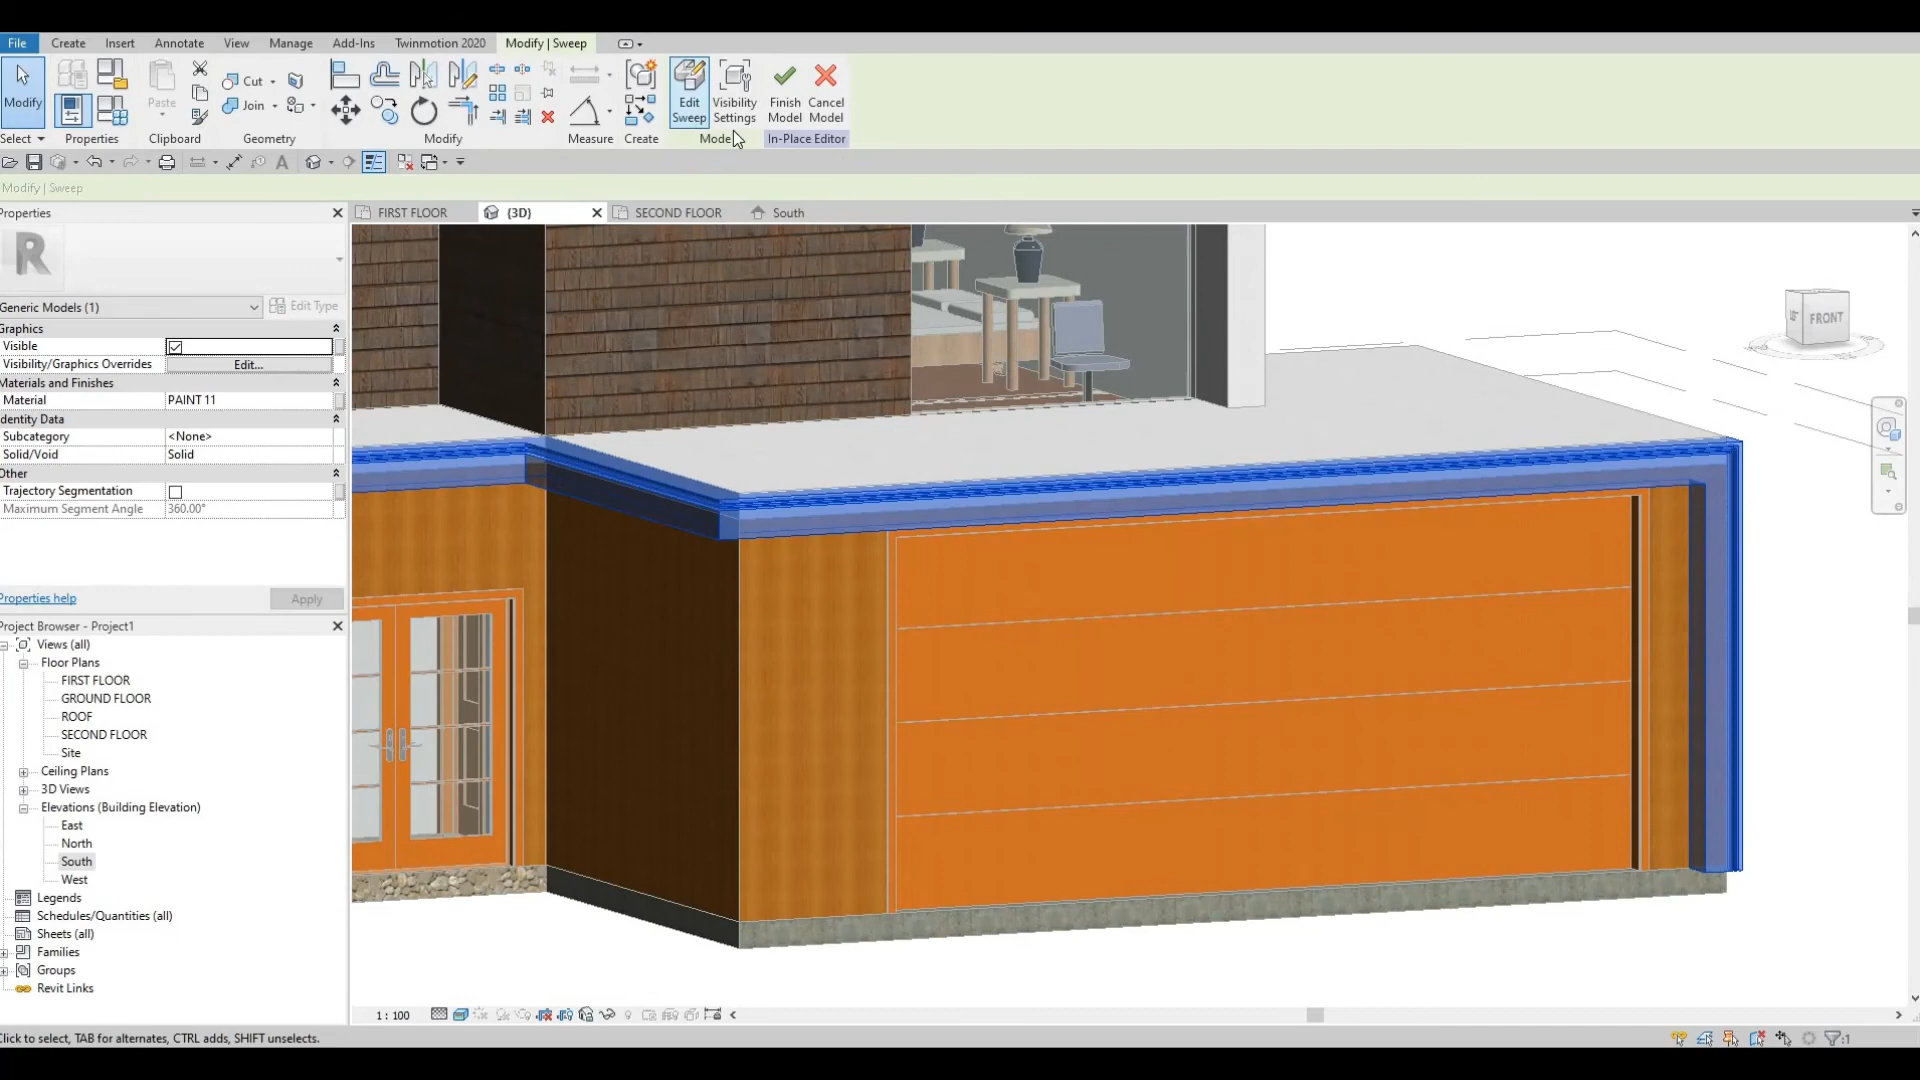 File Create Insert Annotate View Manage Add-Ins Twinmotion 2020 Modify | Sweep
Modify Paste Cut Join Edit Sweep Visibility Settings Finish Model Cancel Model
Select Properties Clipboard Geometry Modify Measure Create Mode In-Place Editor
Modify | Sweep
Properties FIRST FLOOR {3D} SECOND FLOOR South
R
FRONT
Generic Models (1) Edit Type
Graphics
Visible
Visibility/Graphics Overrides Edit...
Materials and Finishes
Material PAINT 11
Identity Data
Subcategory <None>
Solid/Void Solid
Other
Trajectory Segmentation
Maximum Segment Angle 360.00°
Properties help Apply
Project Browser - Project1
Views (all)
Floor Plans
FIRST FLOOR
GROUND FLOOR
ROOF
SECOND FLOOR
Site
Ceiling Plans
3D Views
Elevations (Building Elevation)
East
North
South
West
Legends
Schedules/Quantities (all)
Sheets (all)
Families
Groups
Revit Links
1 : 100
Click to select, TAB for alternates, CTRL adds, SHIFT unselects.
:1